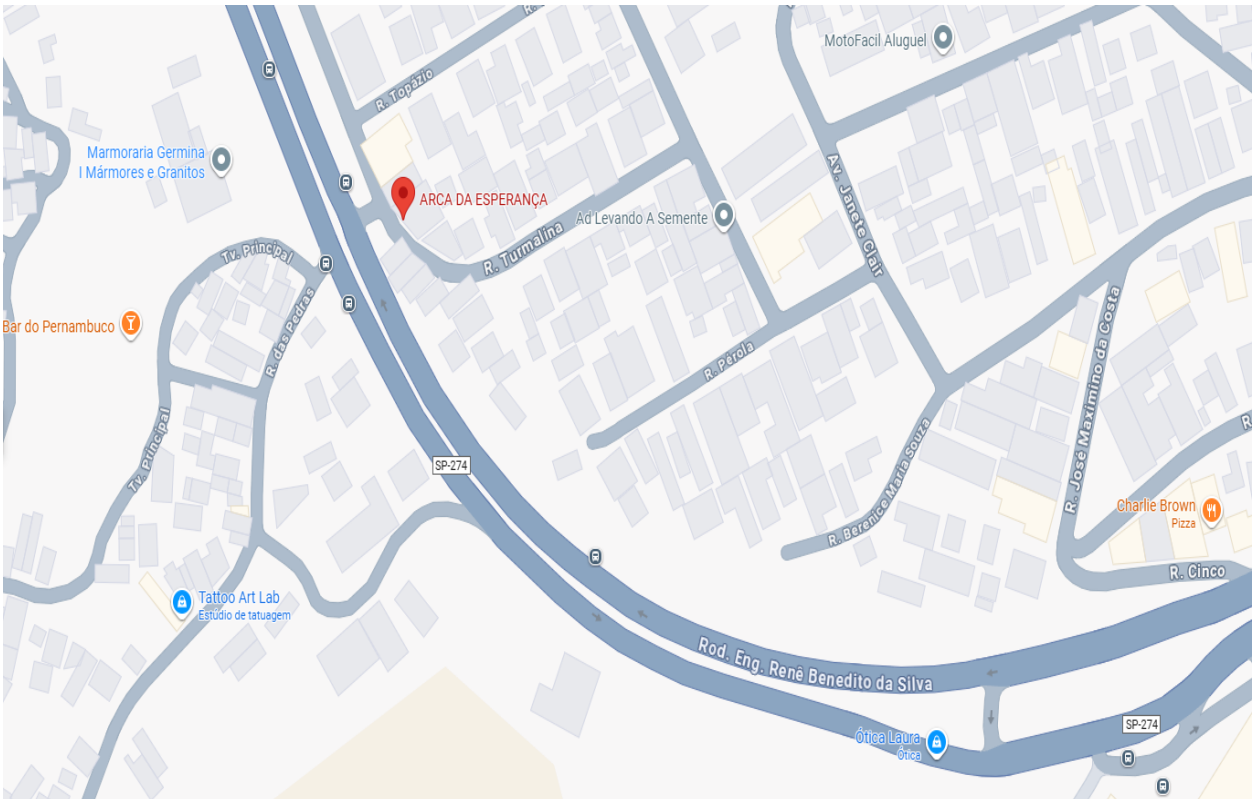 R.
MotoFacil Aluguel
R. Topázio
Marmoraria Germina
I Mármores e Granitos
ARCA DA ESPERANÇA
Av. Janete Clair
Ad Levando A Semente
R. Turmalina
Tv. Principal
R. das Pedras
Bar do Pernambuco
R. José Maximino da Costa
R. Pérola
Tv. Principal
R. Berenice Maria Souza
R.
SP-274
Charlie Brown
Pizza
R. Cinco
Tattoo Art Lab
Estúdio de tatuagem
Rod. Eng. Renê Benedito da Silva
SP-274
Ótica Laura
Ótica